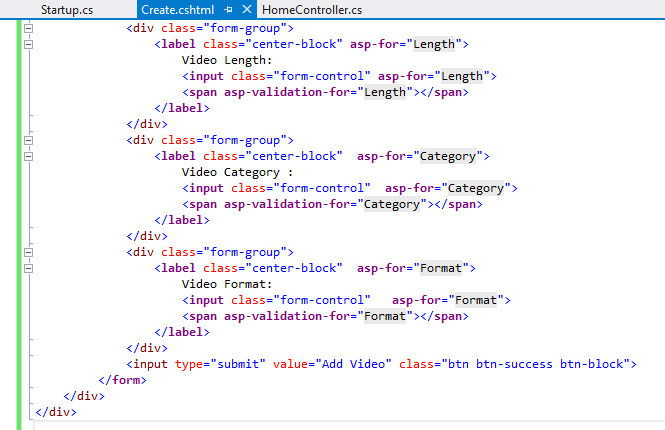 Startup.cs Create.cshtml HomeController.cs
<div class="form-group">
<label class="center-block" asp-for="Length">
Video Length:
<input class="form-control" asp-for="Length">
<span asp-validation-for="Length"></span>
</label>
</div>
<div class="form-group">
<label class="center-block"  asp-for="Category">
Video Category :
<input class="form-control"  asp-for="Category">
<span asp-validation-for="Category"></span>
</label>
</div>
<div class="form-group">
<label class="center-block"  asp-for="Format">
Video Format:
<input class="form-control"   asp-for="Format">
<span asp-validation-for="Format"></span>
</label>
</div>
<input type="submit" value="Add Video" class="btn btn-success btn-block">
</form>
</div>
</div>